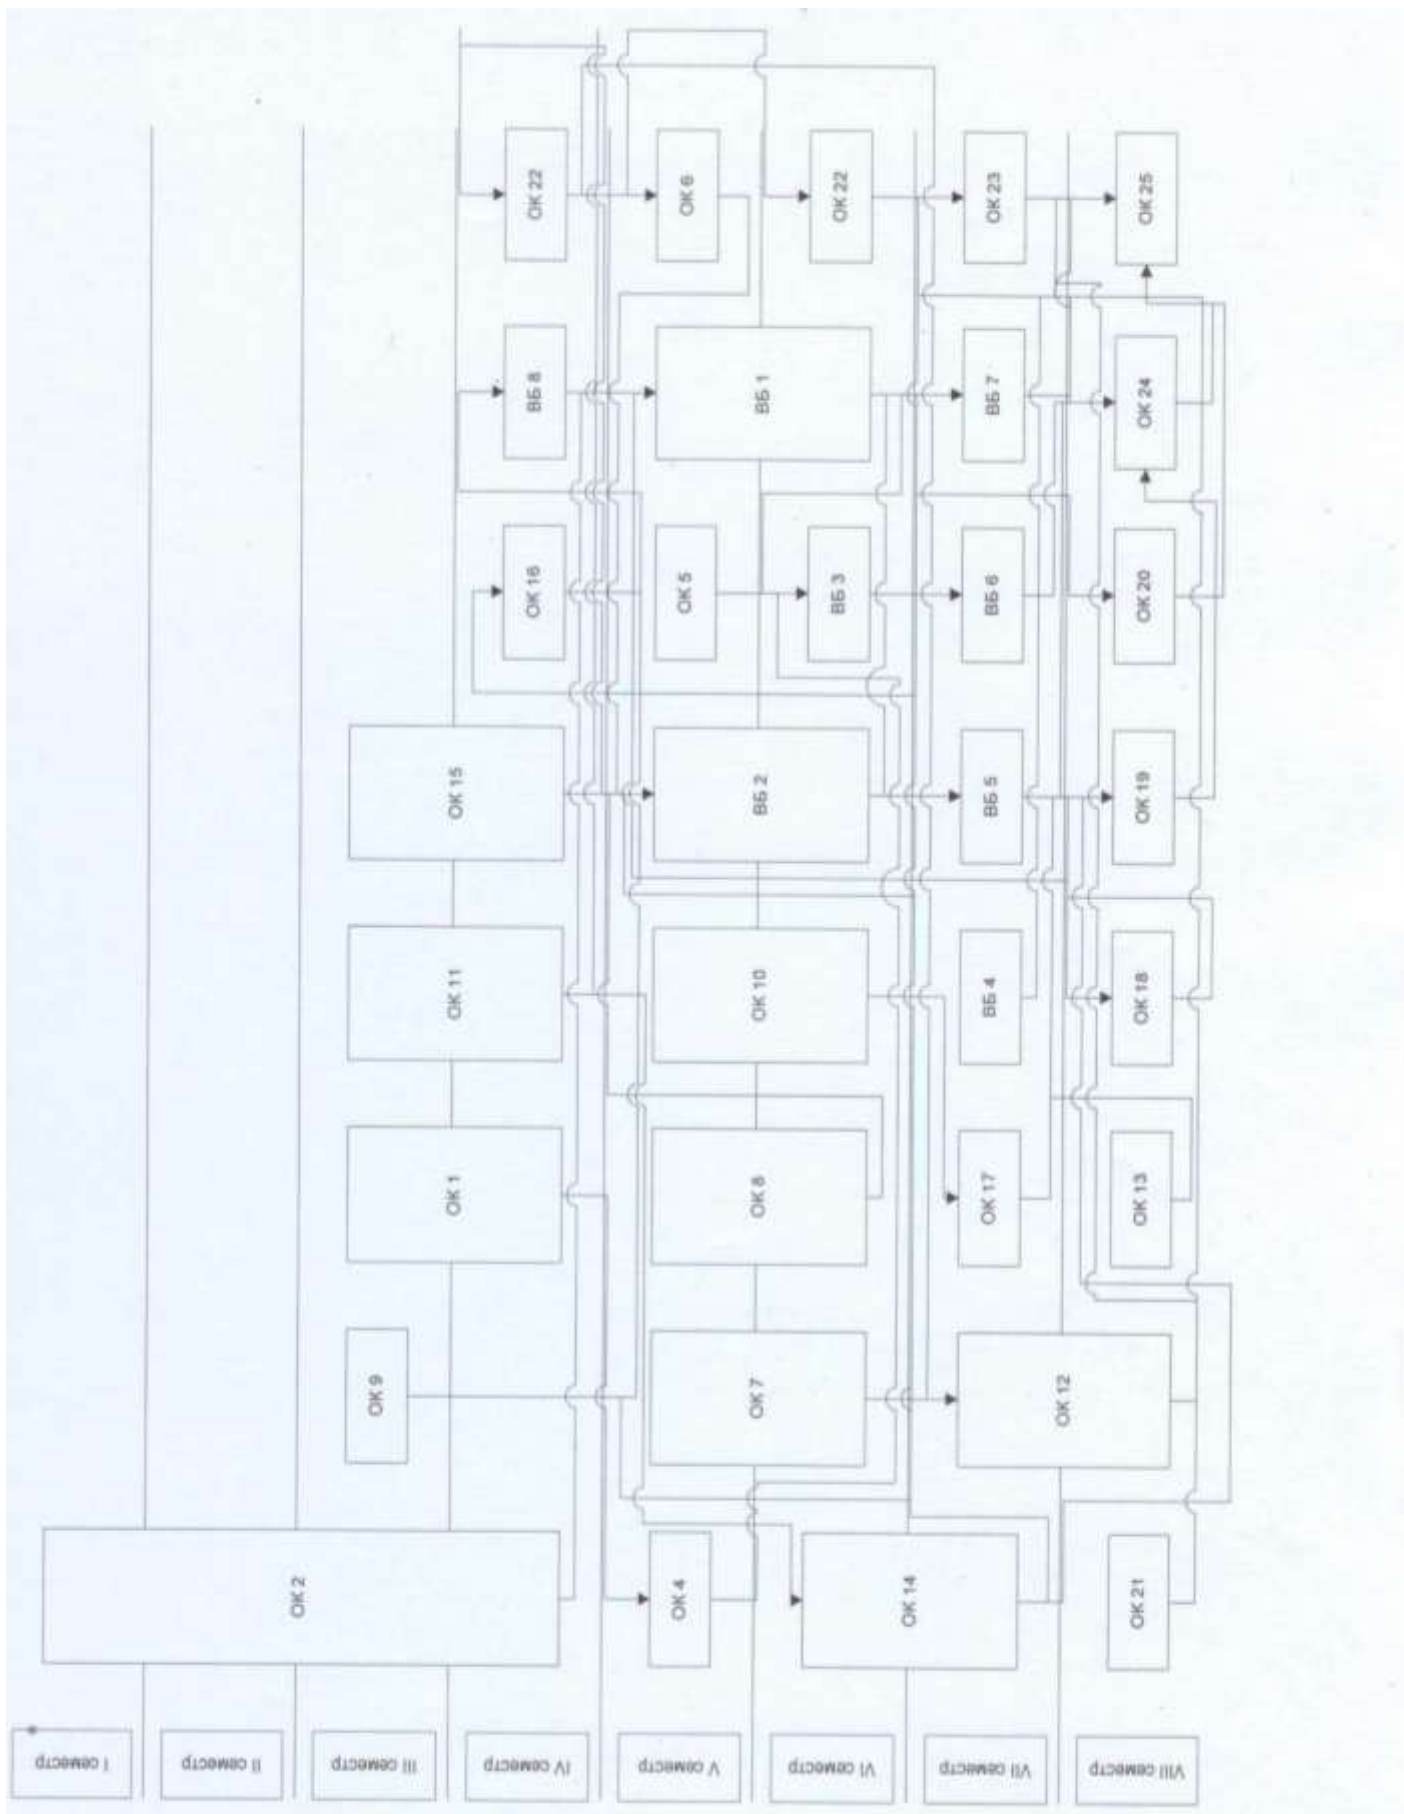 I семестр
II семестр
III семестр
IV семестр
V семестр
VI семестр
VII семестр
VIII семестр
ОК 2
ОК 9
ОК 1
ОК 11
ОК 15
ОК 16
ВБ 8
ОК 22
ОК 4
ОК 7
ОК 8
ОК 10
ВБ 2
ОК 5
ВБ 1
ОК 6
ОК 14
ВБ 3
ОК 22
ОК 12
ОК 17
ВБ 4
ВБ 5
ВБ 6
ВБ 7
ОК 23
ОК 21
ОК 13
ОК 18
ОК 19
ОК 20
ОК 24
ОК 25